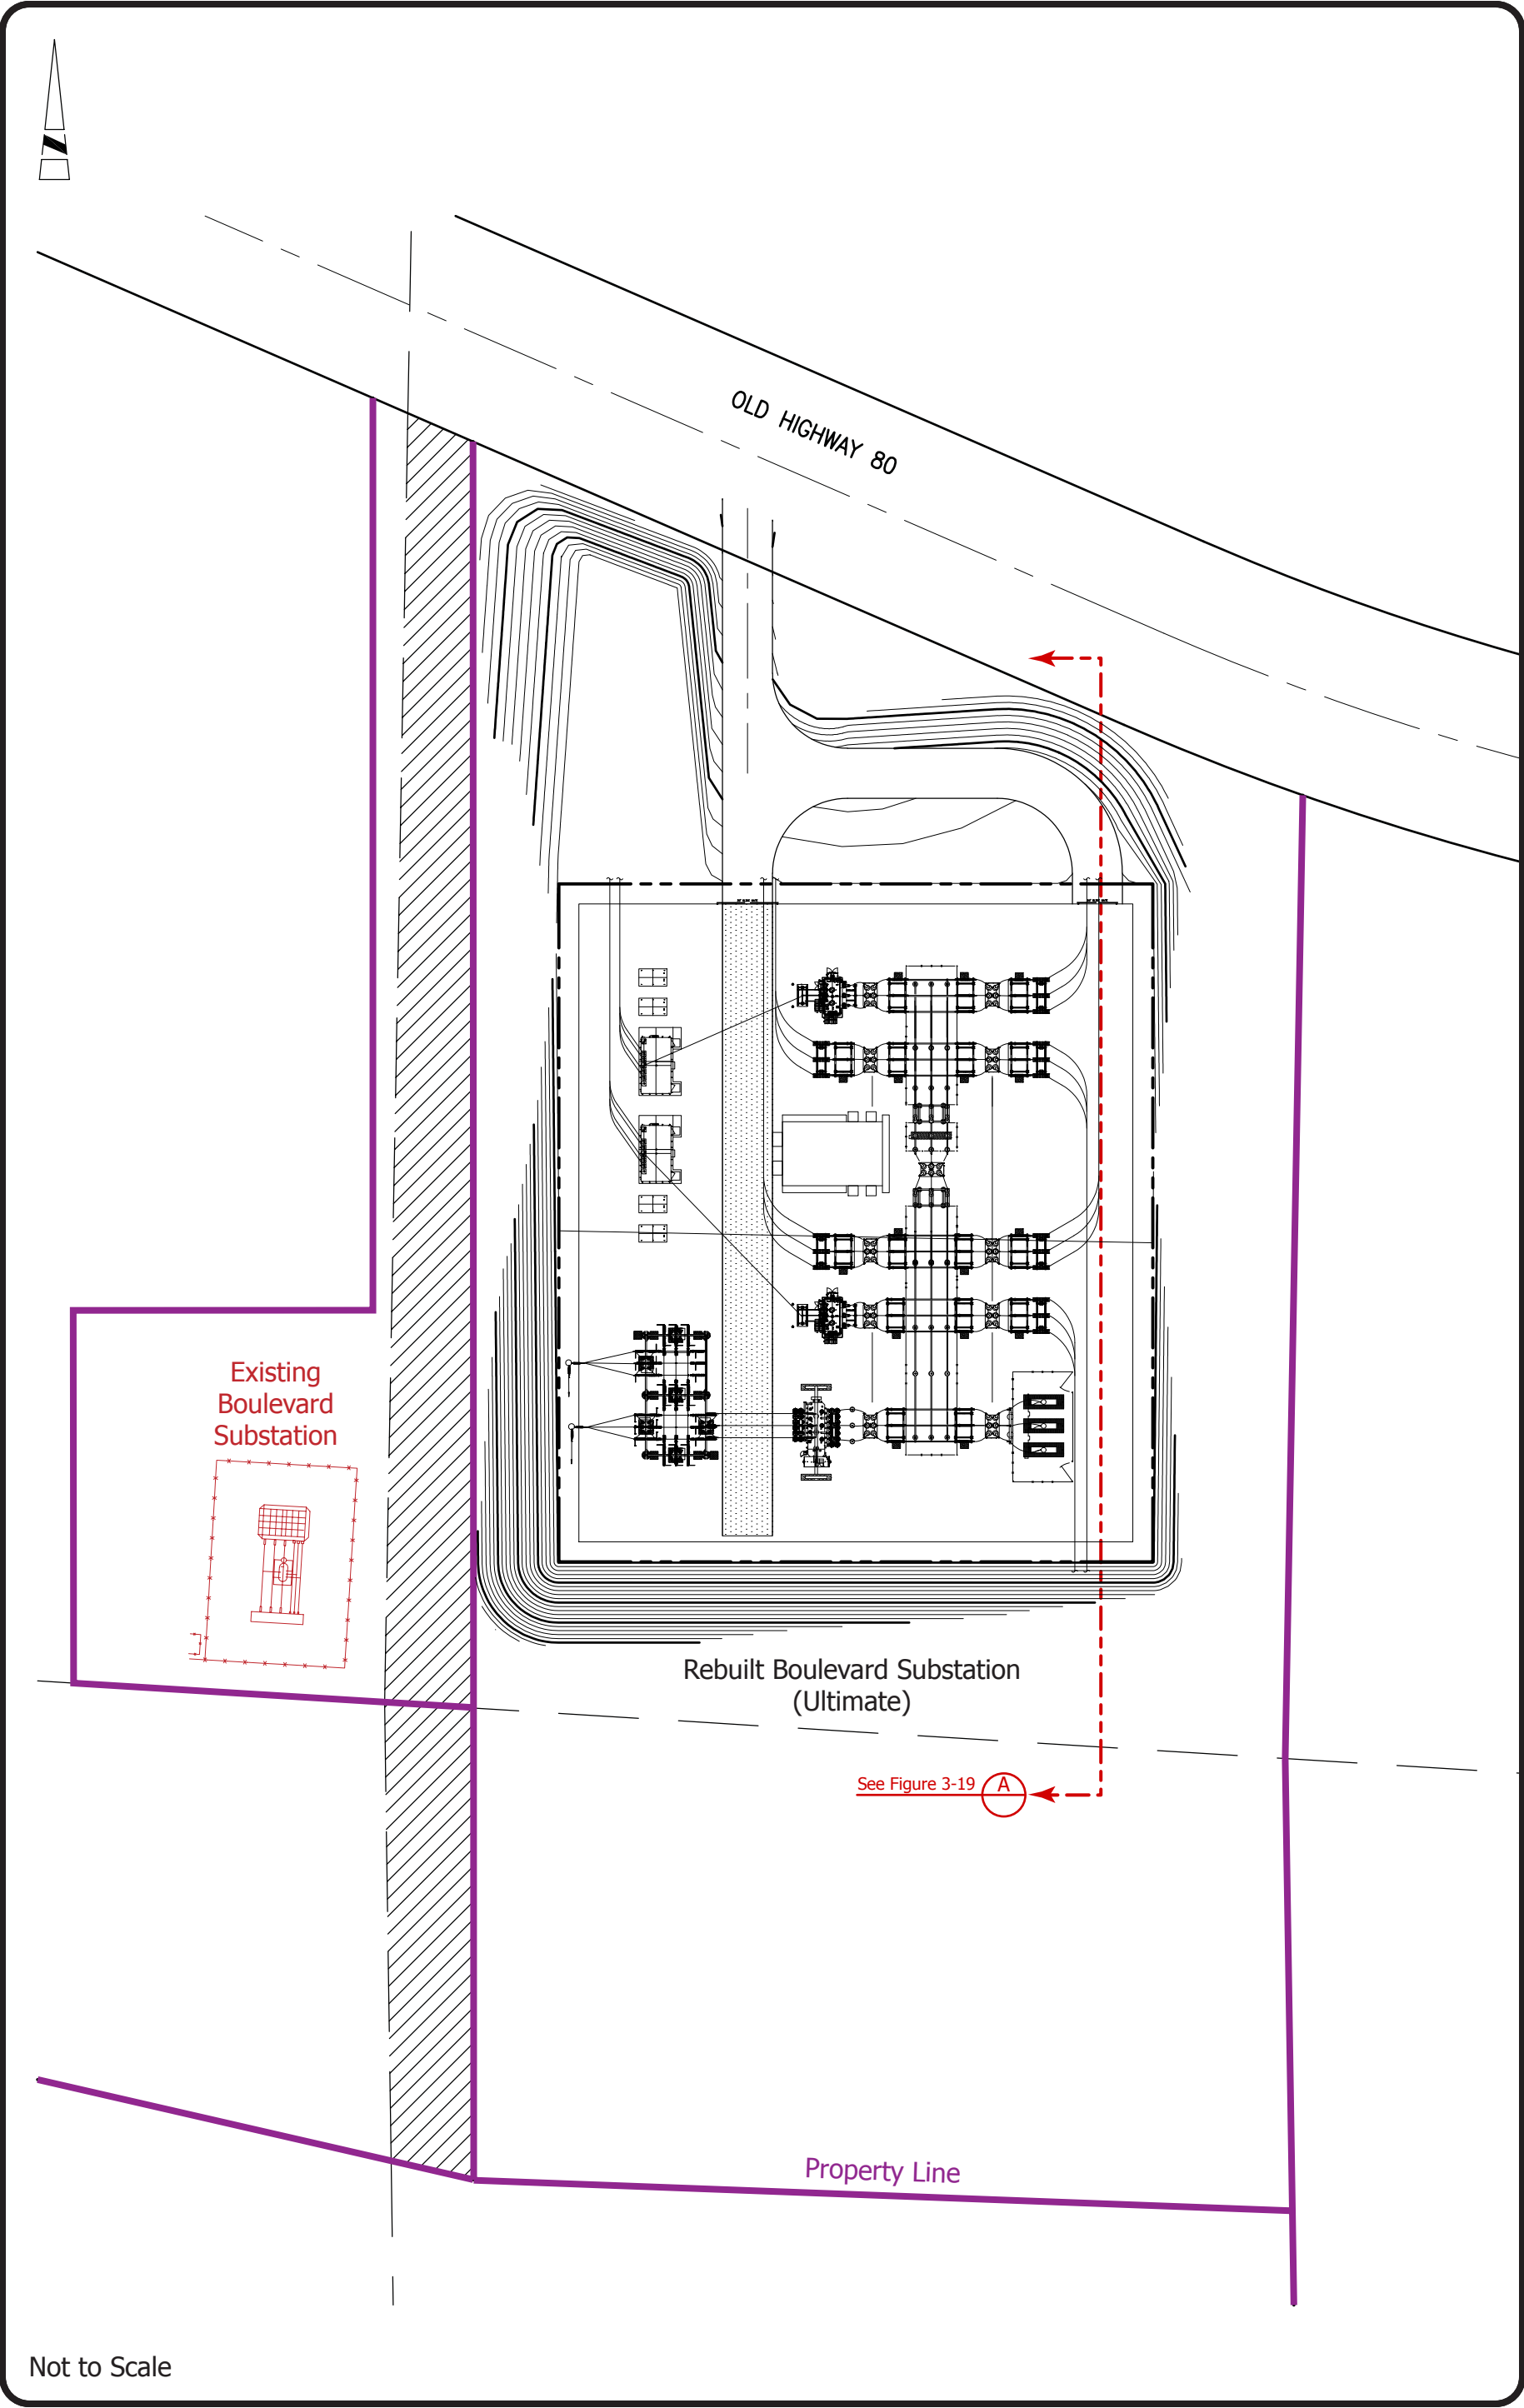 OLD HIGHWAY 80
Existing
Boulevard
Substation
Rebuilt Boulevard Substation
(Ultimate)
See Figure 3-19
A
Property Line
Not to Scale